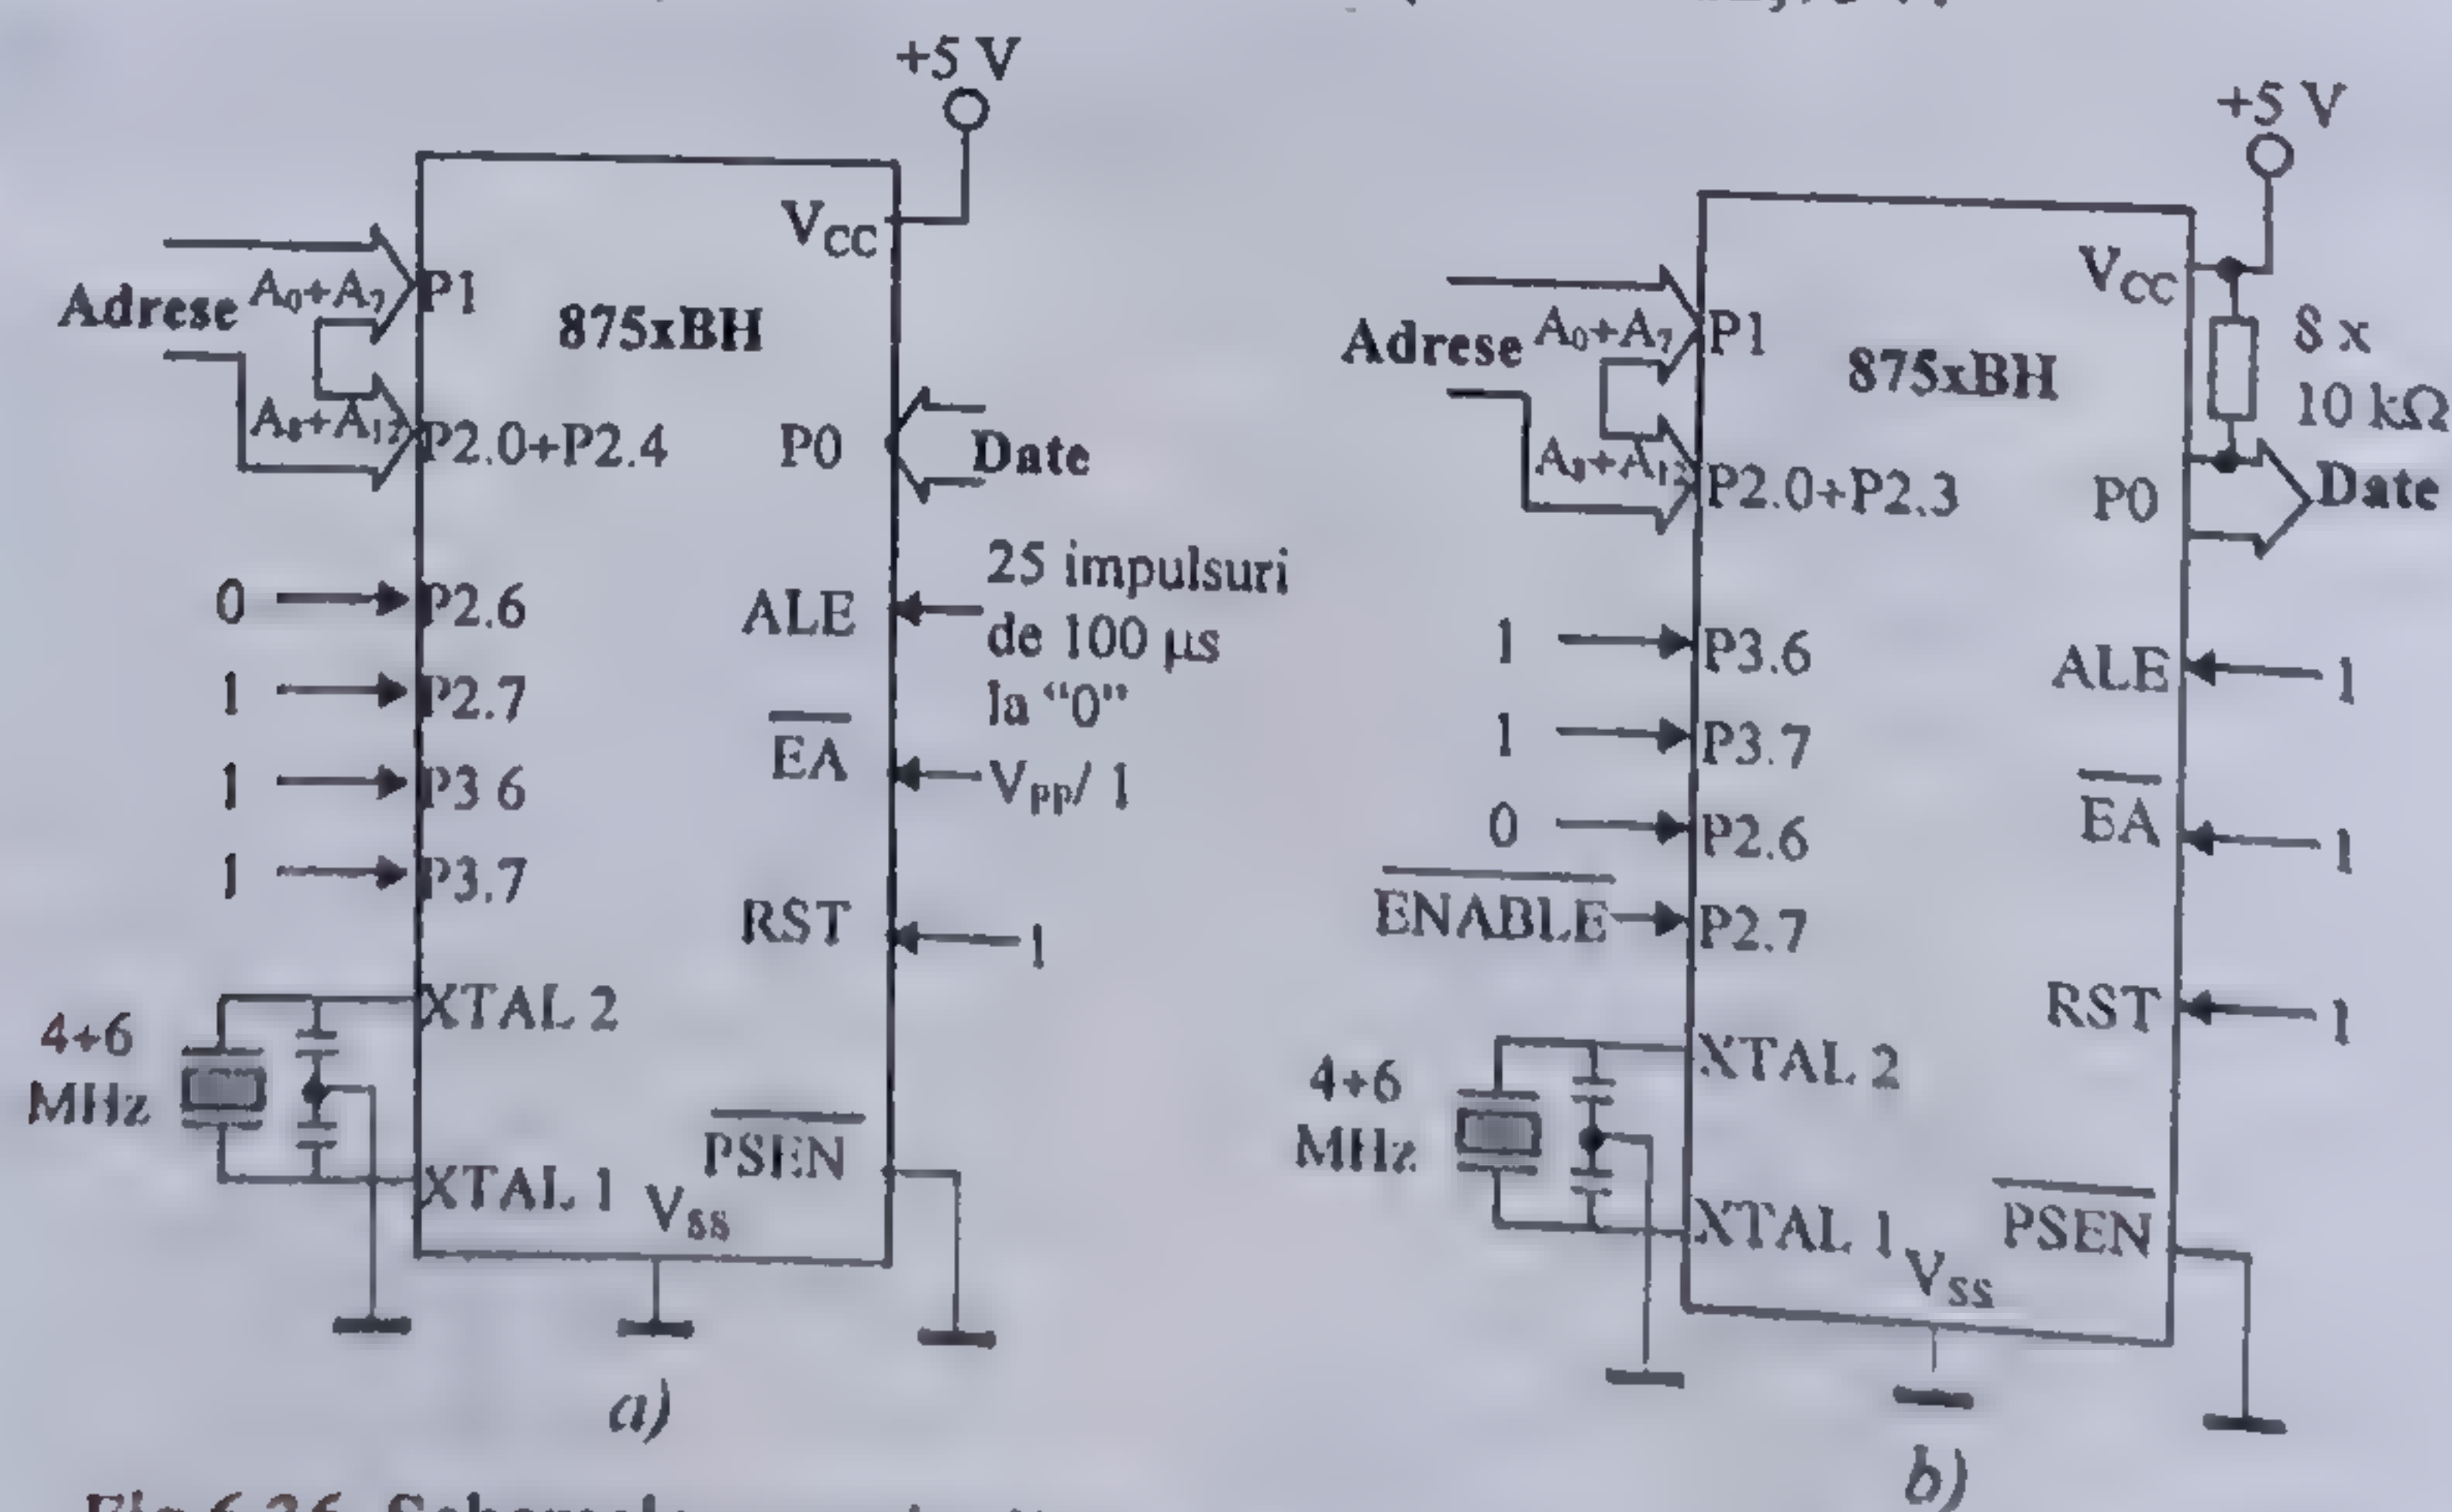 +5 V
VCC
Adrese
A0÷A7
P1
875xBH
A8÷A12
P2.0÷P2.4
P0
Date
0
P2.6
ALE
25 impulsuri
de 100 µs
la “0”
1
P2.7
EA
Vpp/ 1
1
P3 6
1
P3.7
RST
1
XTAL 2
4÷6
MHz
PSEN
XTAL 1
VSS
a)
+5 V
VCC
8 x
10 kΩ
Adrese
A0÷A7
P1
875xBH
P2.0÷P2.3
P0
Date
1
P3.6
ALE
1
1
P3.7
0
P2.6
EA
1
ENABLE
P2.7
RST
1
XTAL 2
4÷6
MHz
XTAL 1
PSEN
VSS
b)